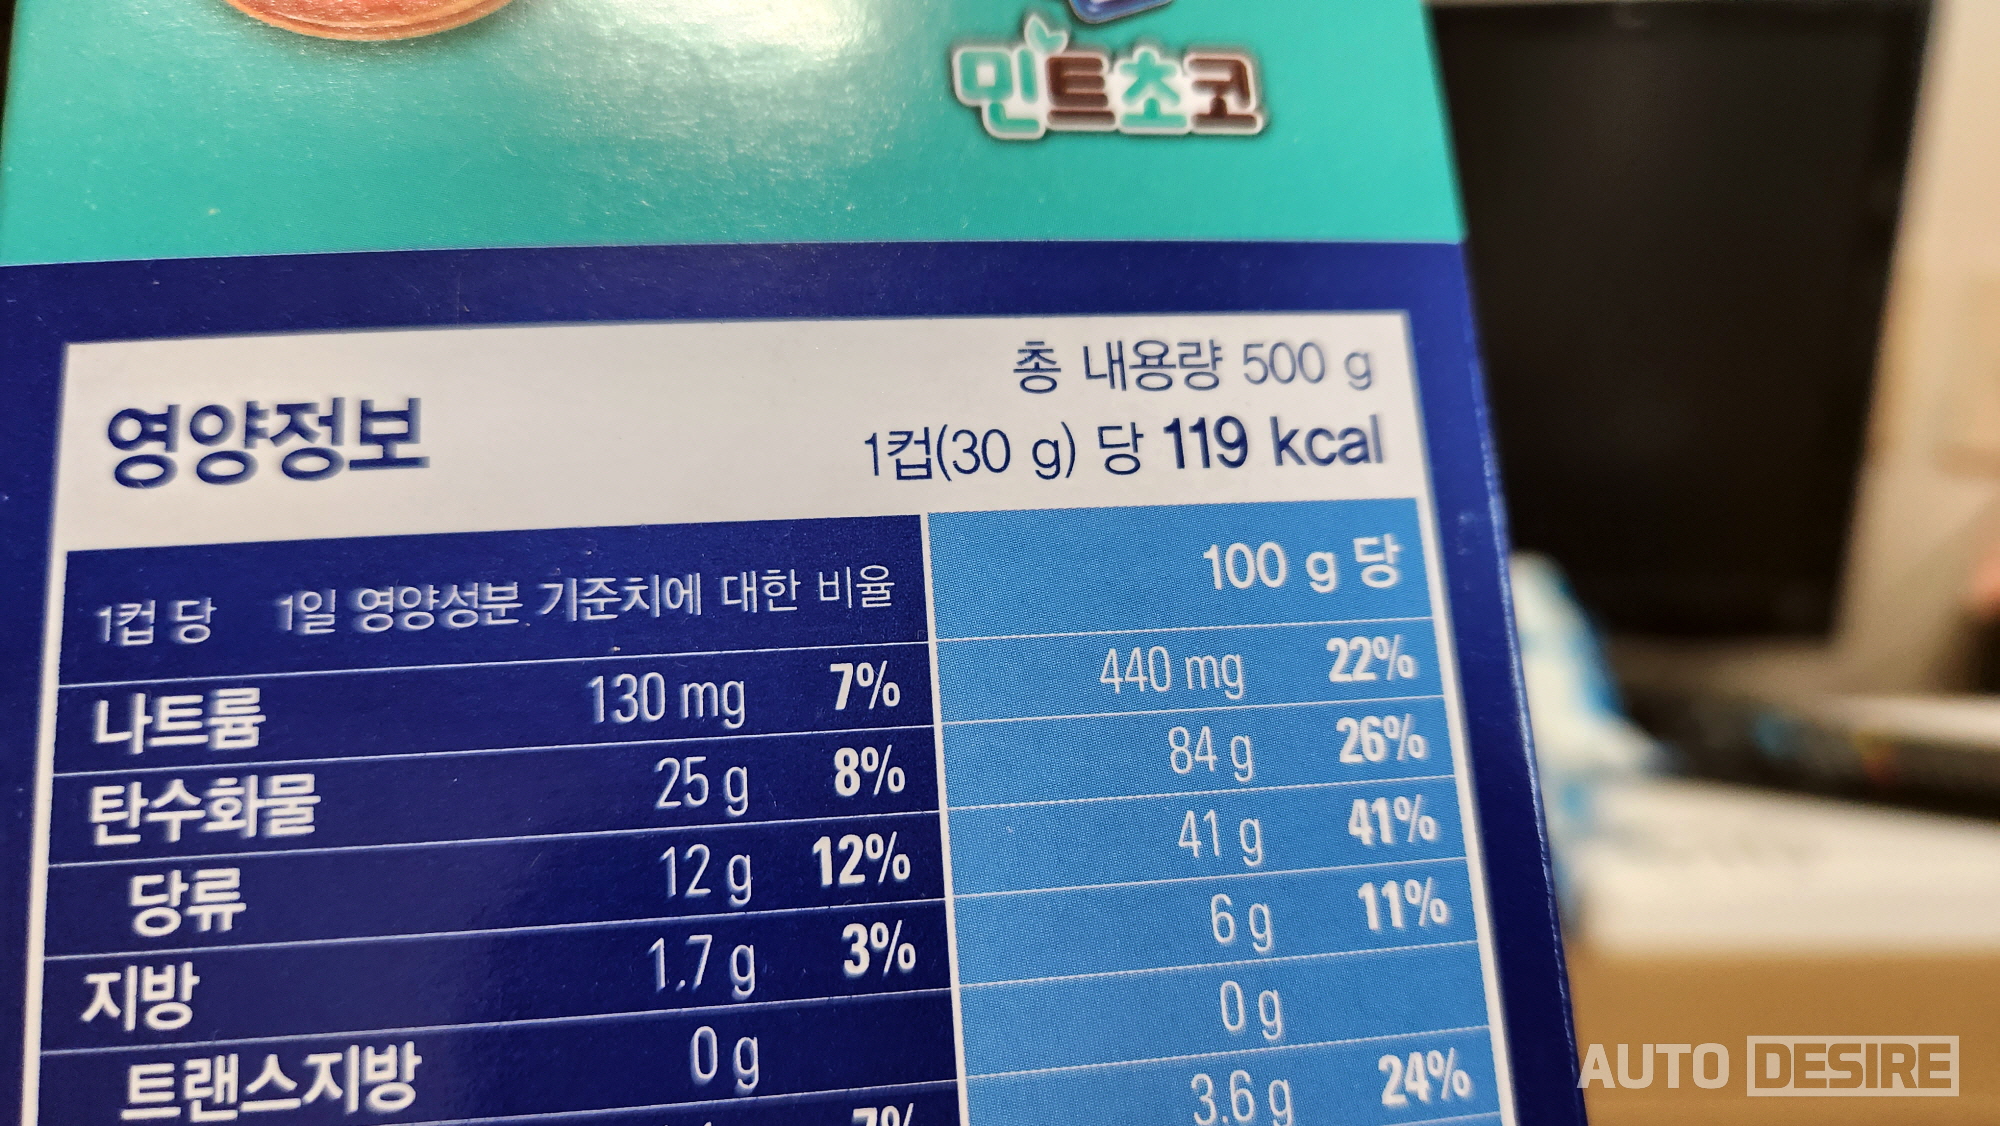 민트초코
총 내용량 500 g
영양정보
1컵(30 g) 당 119 kcal
1컵 당 1일 영양성분 기준치에 대한 비율 100 g 당
나트륨 130 mg 7% 440 mg 22%
탄수화물 25 g 8% 84 g 26%
당류 12 g 12% 41 g 41%
지방 1.7 g 3% 6 g 11%
트랜스지방 0 g 0 g
7% 3.6 g 24%
AUTO DESIRE